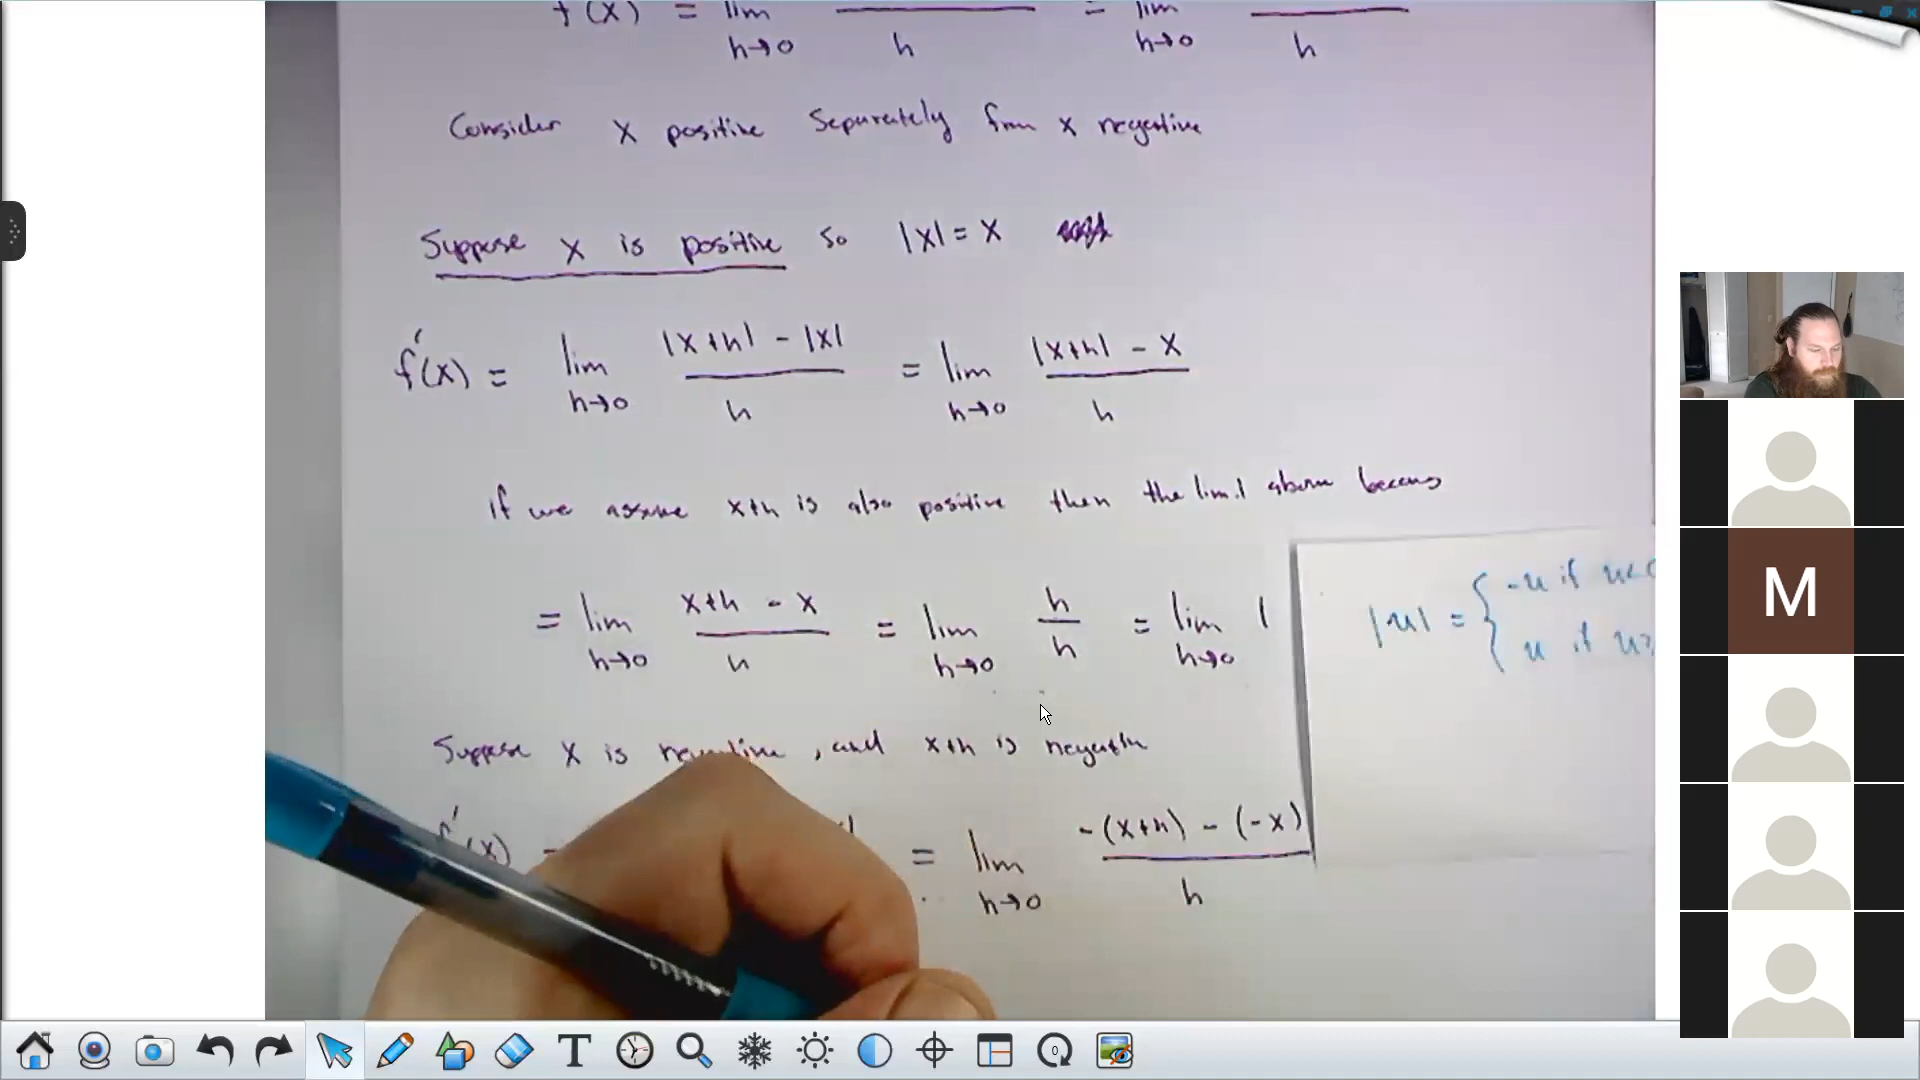 f'(x) = lim h→0 ―― h = lim h→0 ―― h
Consider x positive separately from x negative
Suppose x is positive so |x| = x
f'(x) = lim h→0 |x+h| - |x| / h = lim h→0 |x+h| - x / h
if we assume x+h is also positive then the limit above becomes
= lim h→0 x+h - x / h = lim h→0 h / h = lim h→0 1
|u| = { -u if u<0
u if u≥
Suppose x is negative, and x+h is negative
f'(x) = lim h→0 -(x+h) - (-x) / h
M
T
0